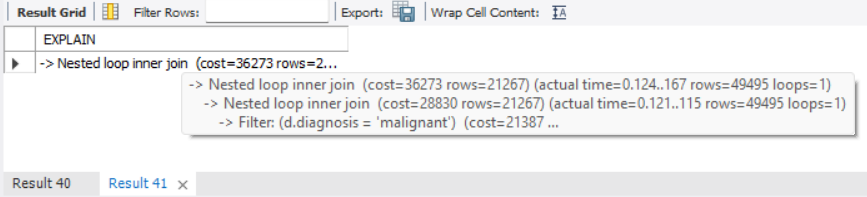 Result Grid Filter Rows: Export: Wrap Cell Content: IA
EXPLAIN
-> Nested loop inner join (cost=36273 rows=2...
-> Nested loop inner join (cost=36273 rows=21267) (actual time=0.124..167 rows=49495 loops=1)
-> Nested loop inner join (cost=28830 rows=21267) (actual time=0.121..115 rows=49495 loops=1)
-> Filter: (d.diagnosis = 'malignant') (cost=21387 ...
Result 40 Result 41 ×